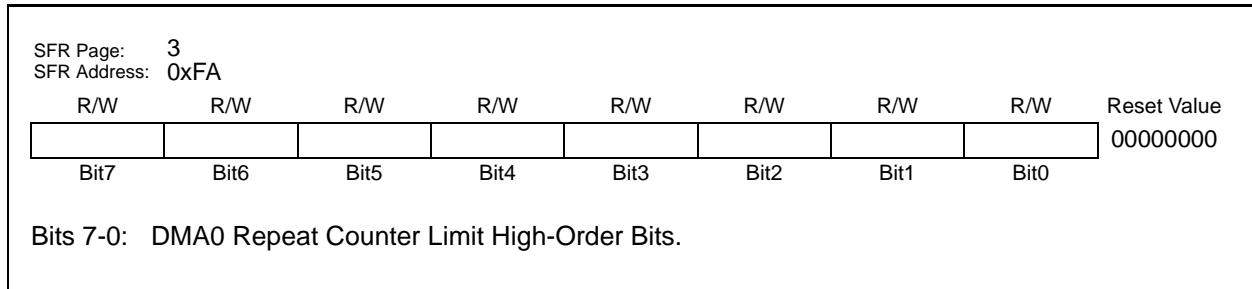 SFR Page: 3
SFR Address: 0xFA
R/W R/W R/W R/W R/W R/W R/W R/W Reset Value
00000000
Bit7 Bit6 Bit5 Bit4 Bit3 Bit2 Bit1 Bit0
Bits 7-0: DMA0 Repeat Counter Limit High-Order Bits.